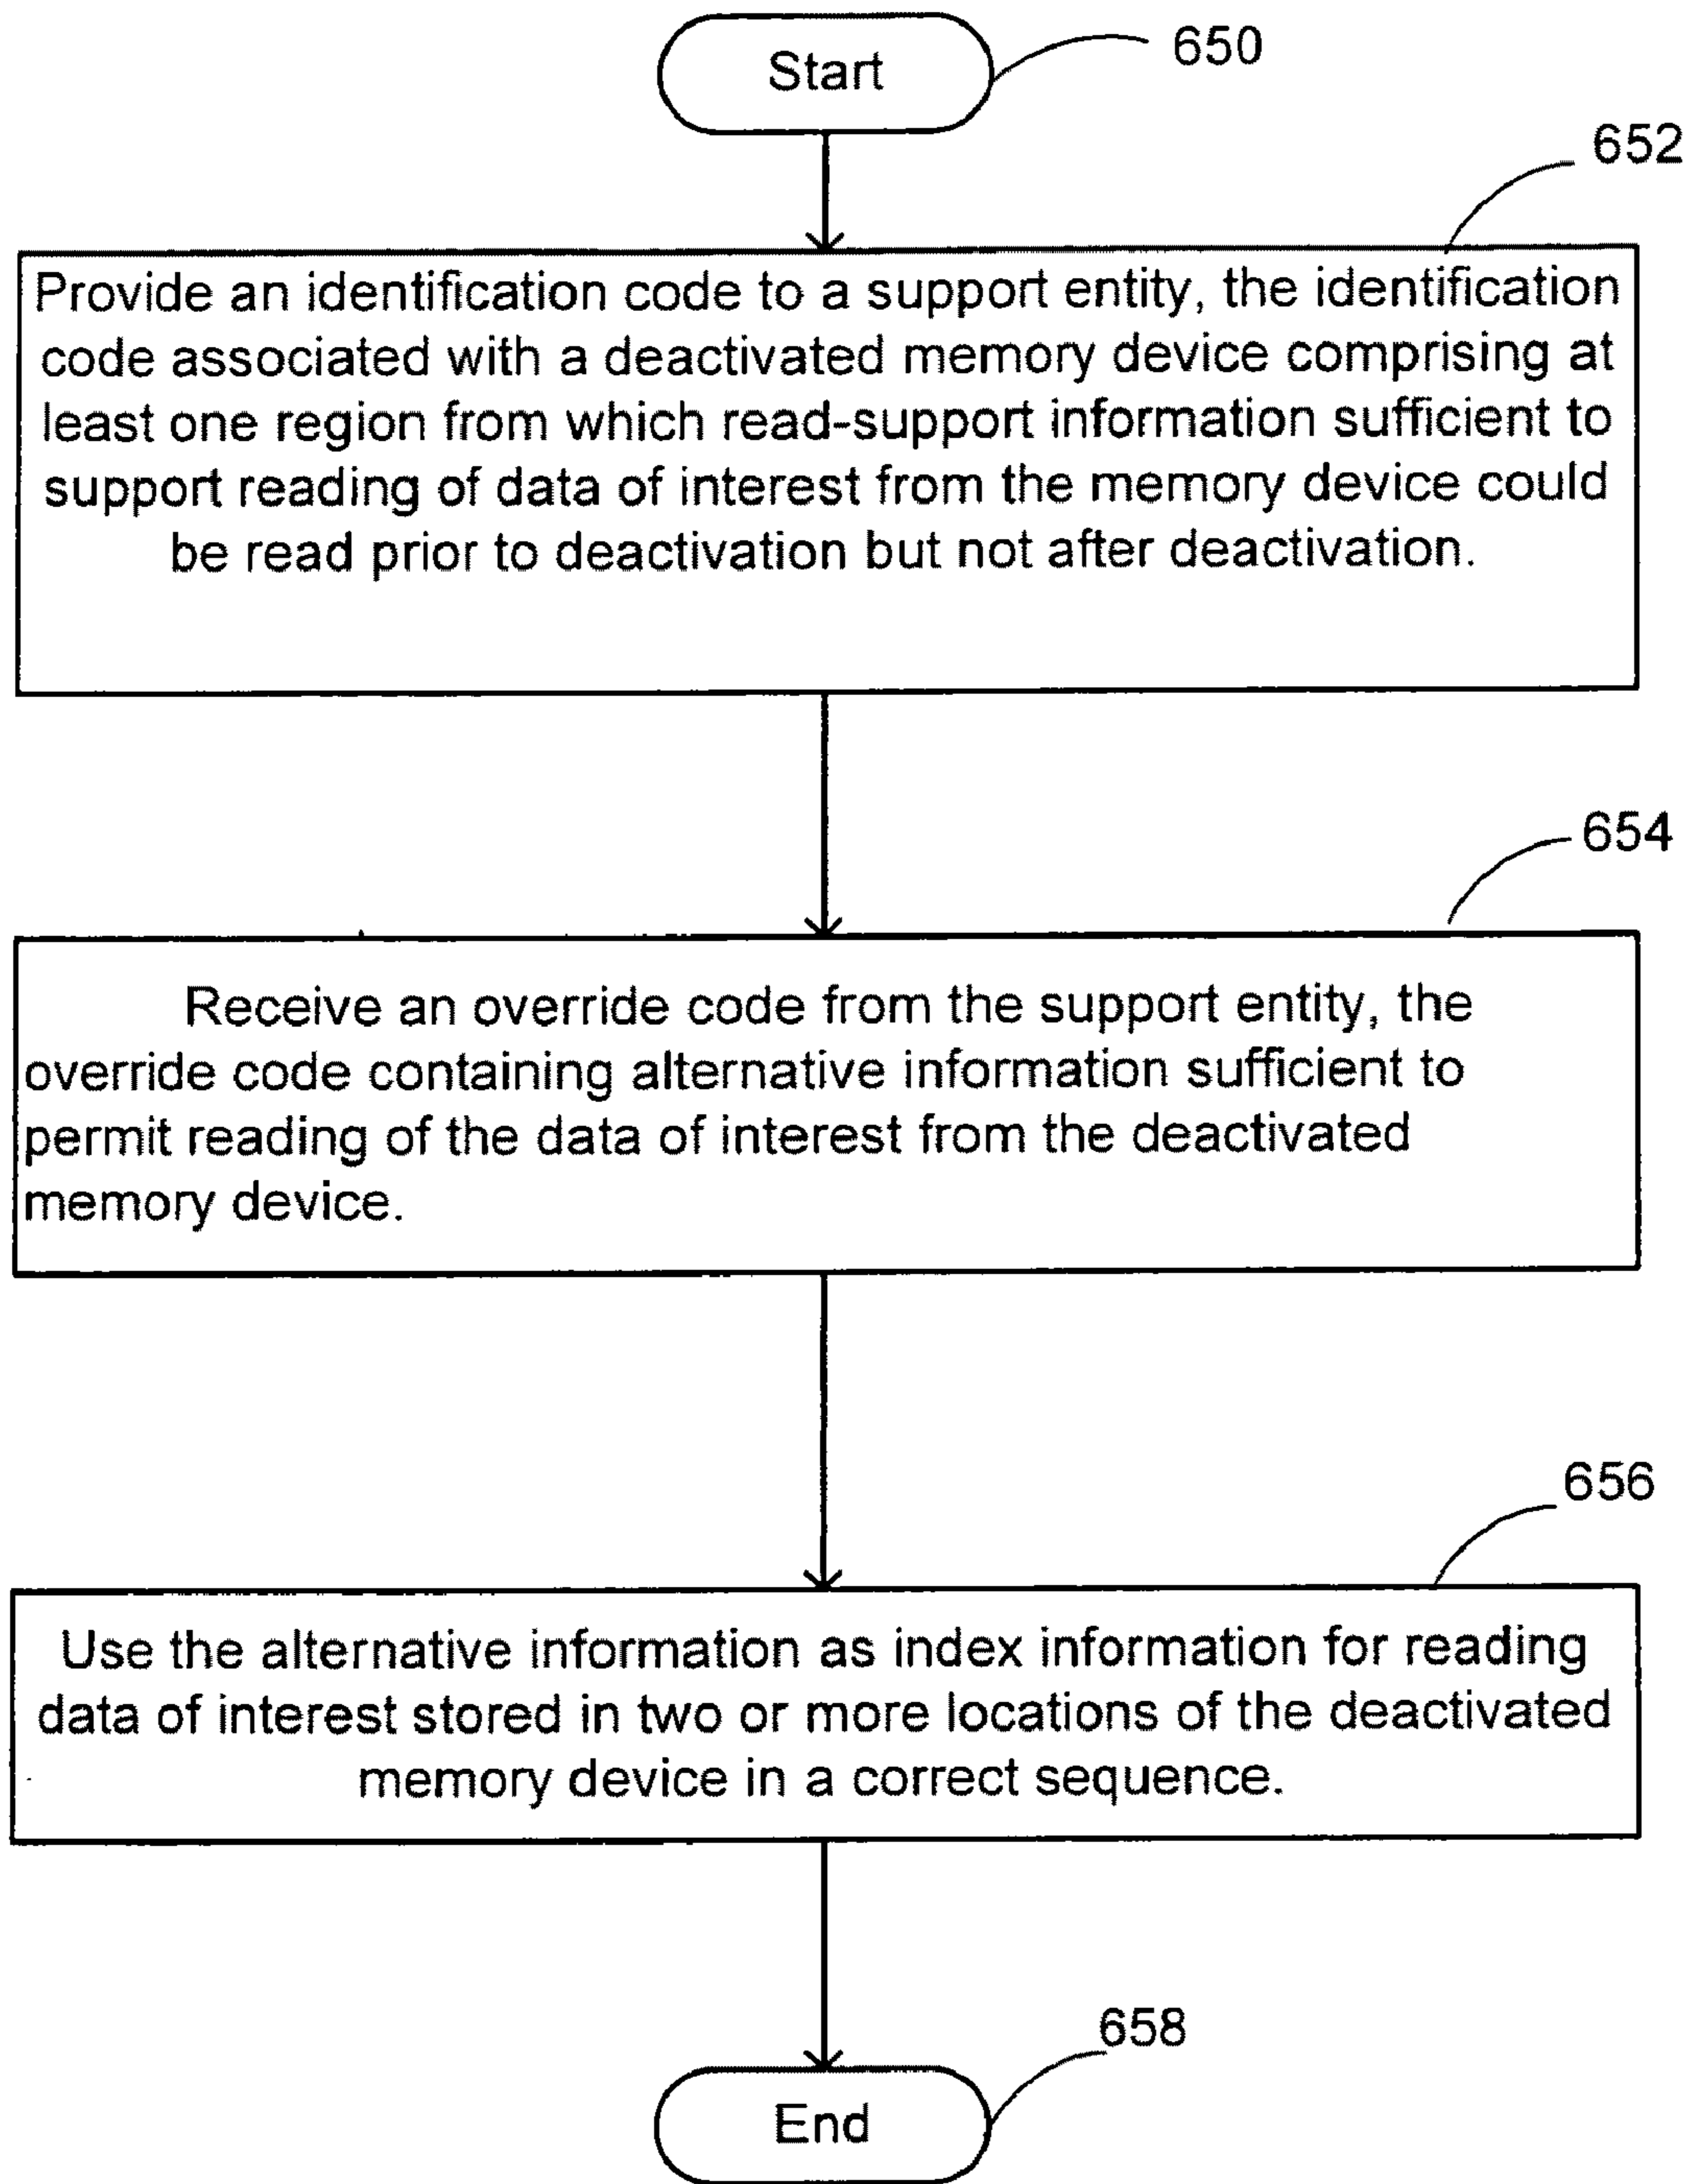 Start
650
652
Provide an identification code to a support entity, the identification
code associated with a deactivated memory device comprising at
least one region from which read-support information sufficient to
support reading of data of interest from the memory device could
be read prior to deactivation but not after deactivation.
654
Receive an override code from the support entity, the
override code containing alternative information sufficient to
permit reading of the data of interest from the deactivated
memory device.
656
Use the alternative information as index information for reading
data of interest stored in two or more locations of the deactivated
memory device in a correct sequence.
658
End